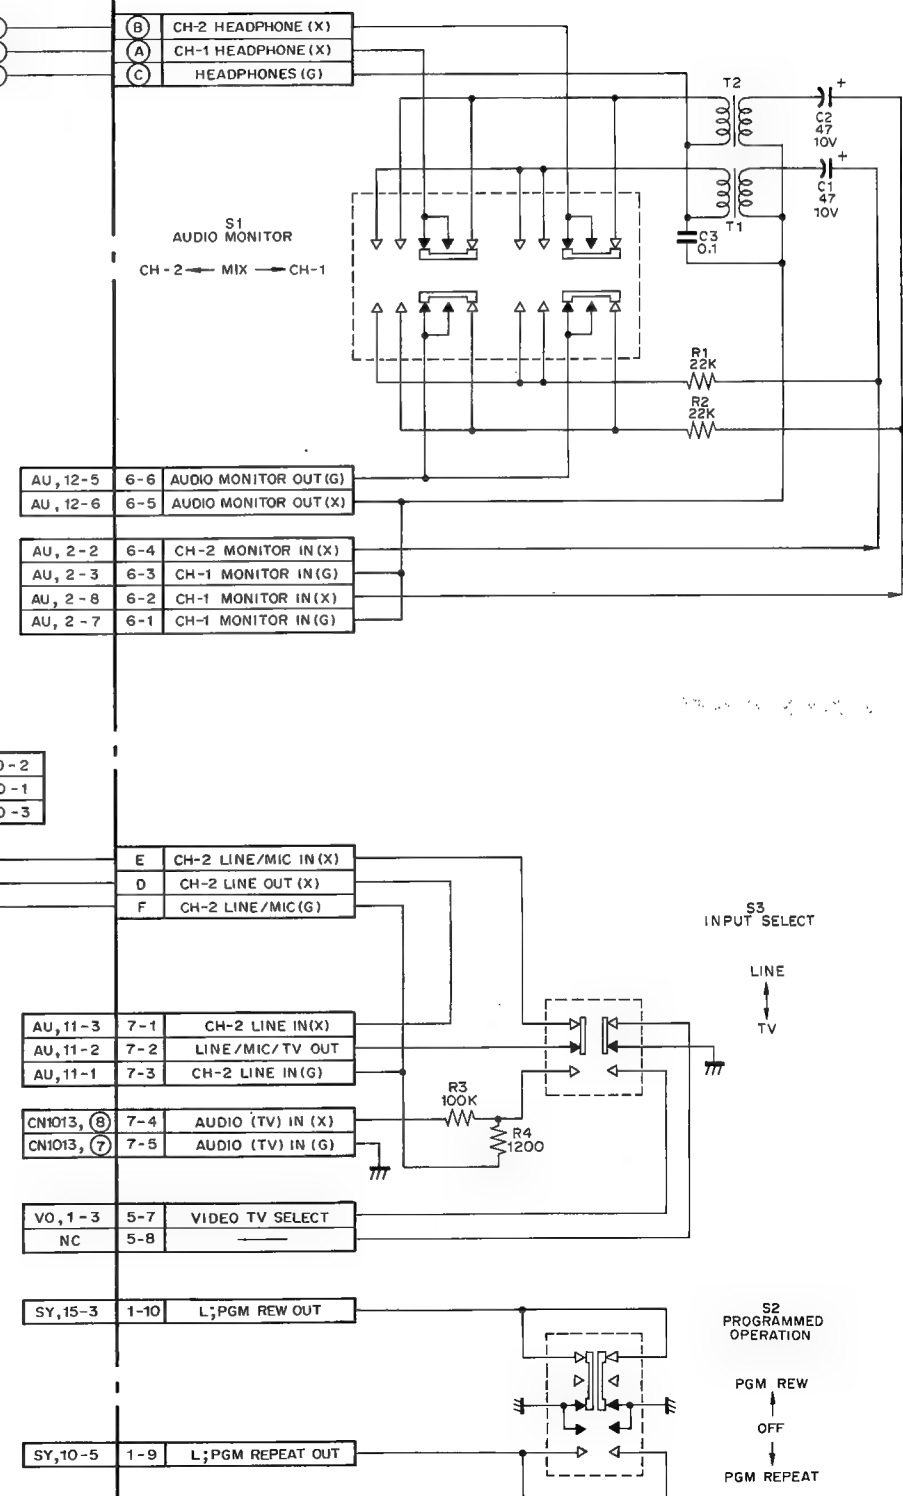 B CH-2 HEADPHONE (X)
A CH-1 HEADPHONE (X)
C HEADPHONES (G)
T2
+
C2
47
10V
+
C1
47
10V
T1
C3
0.1
S1
AUDIO MONITOR
CH-2 MIX CH-1
R1
22K
R2
22K
AU, 12-5 6-6 AUDIO MONITOR OUT (G)
AU, 12-6 6-5 AUDIO MONITOR OUT (X)
AU, 2-2 6-4 CH-2 MONITOR IN (X)
AU, 2-3 6-3 CH-1 MONITOR IN (G)
AU, 2-8 6-2 CH-1 MONITOR IN (X)
AU, 2-7 6-1 CH-1 MONITOR IN (G)
-2
-1
-3
E CH-2 LINE/MIC IN (X)
D CH-2 LINE OUT (X)
F CH-2 LINE/MIC (G)
S3
INPUT SELECT
LINE
TV
AU, 11-3 7-1 CH-2 LINE IN (X)
AU, 11-2 7-2 LINE/MIC/TV OUT
AU, 11-1 7-3 CH-2 LINE IN (G)
R3
100K
R4
1200
CN1013, 8 7-4 AUDIO (TV) IN (X)
CN1013, 7 7-5 AUDIO (TV) IN (G)
VO, 1-3 5-7 VIDEO TV SELECT
NC 5-8
SY, 15-3 1-10 L;PGM REW OUT
S2
PROGRAMMED
OPERATION
PGM REW
OFF
PGM REPEAT
SY, 10-5 1-9 L;PGM REPEAT OUT